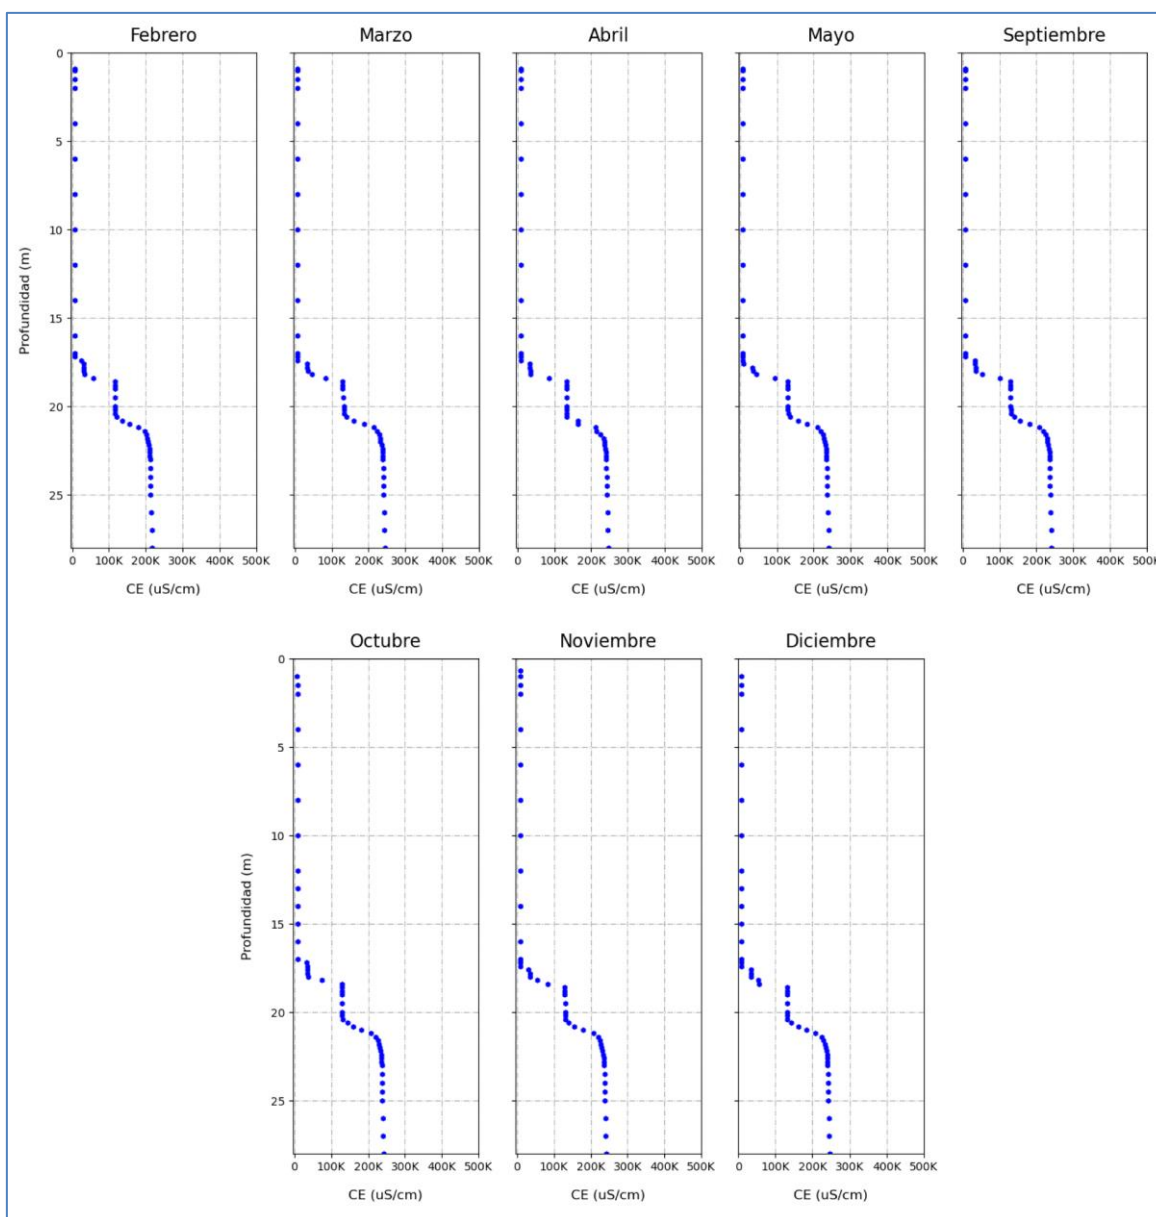 Febrero Marzo Abril Mayo Septiembre
0
5
10
15
20
25
Profundidad (m)
0 100K 200K 300K 400K 500K 0 100K 200K 300K 400K 500K 0 100K 200K 300K 400K 500K 0 100K 200K 300K 400K 500K 0 100K 200K 300K 400K 500K
CE (uS/cm) CE (uS/cm) CE (uS/cm) CE (uS/cm) CE (uS/cm)
Octubre Noviembre Diciembre
0
5
10
15
20
25
Profundidad (m)
0 100K 200K 300K 400K 500K 0 100K 200K 300K 400K 500K 0 100K 200K 300K 400K 500K
CE (uS/cm) CE (uS/cm) CE (uS/cm)